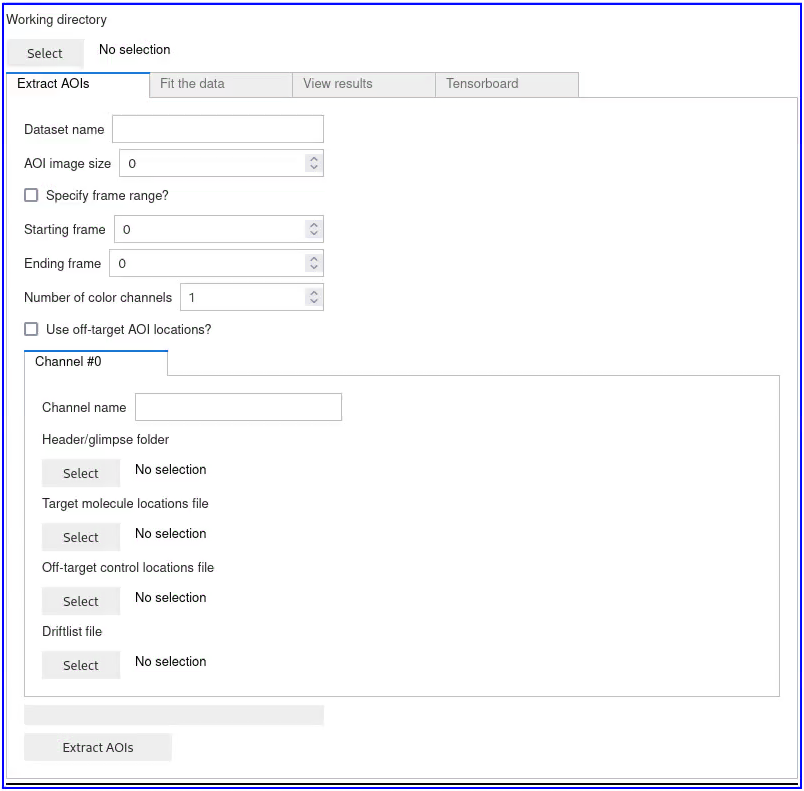 Working directory
Select No selection
Extract AOIs Fit the data View results Tensorboard
Dataset name
AOI image size 0
Specify frame range?
Starting frame 0
Ending frame 0
Number of color channels 1
Use off-target AOI locations?
Channel #0
Channel name
Header/glimpse folder
Select No selection
Target molecule locations file
Select No selection
Off-target control locations file
Select No selection
Driftlist file
Select No selection
Extract AOIs